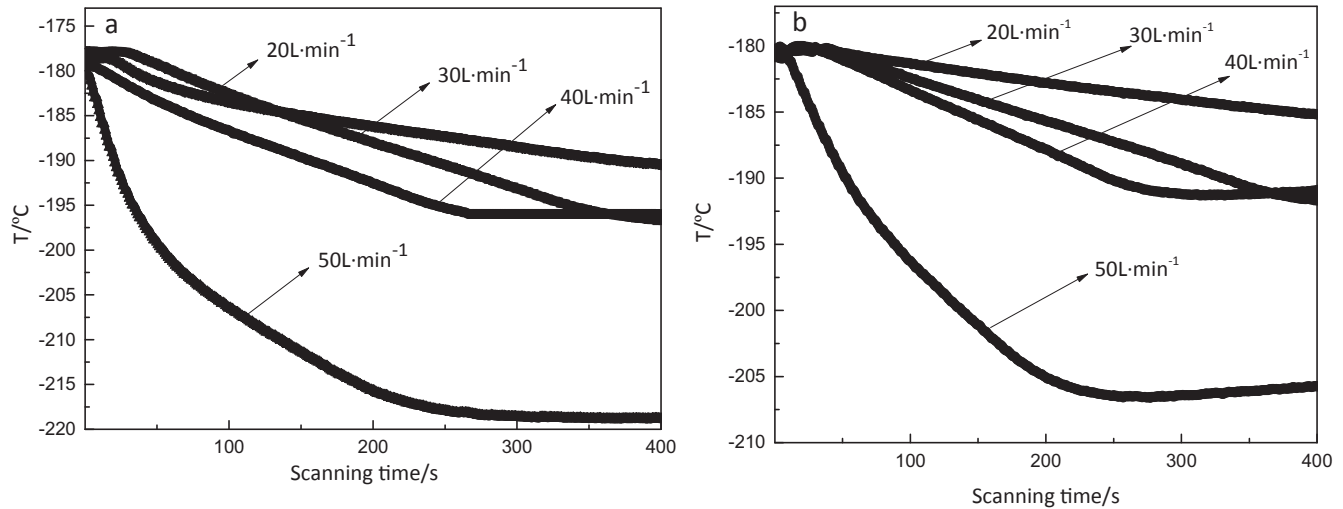 a
-175
-180
-185
-190
-195
-200
-205
-210
-215
-220
T/°C
20L·min⁻¹
30L·min⁻¹
40L·min⁻¹
50L·min⁻¹
100 200 300 400
Scanning time/s
b
-180
-185
-190
-195
-200
-205
-210
T/°C
20L·min⁻¹
30L·min⁻¹
40L·min⁻¹
50L·min⁻¹
100 200 300 400
Scanning time/s